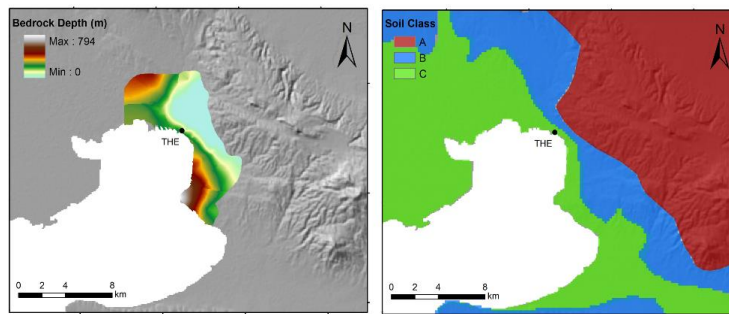 Bedrock Depth (m)
Max : 794
Min : 0
N
THE
0 2 4 8
km
Soil Class
A
B
C
N
THE
0 2 4 8
km